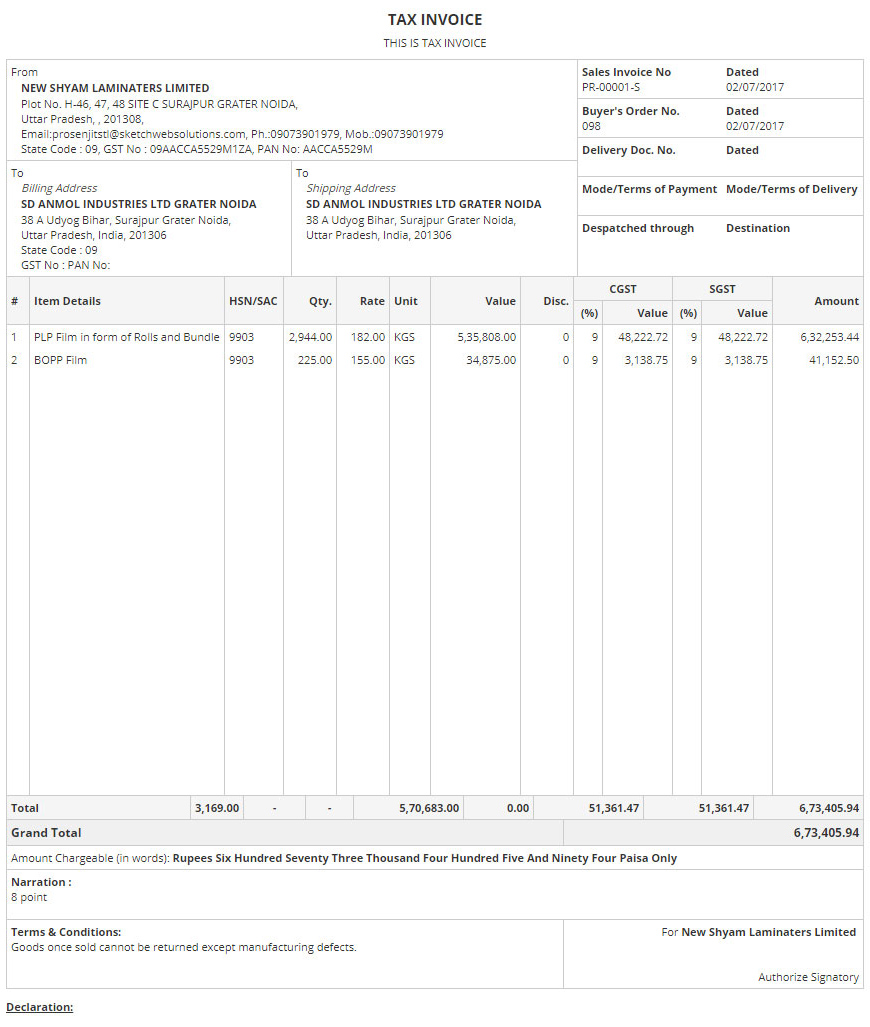 TAX INVOICE
THIS IS TAX INVOICE
From
NEW SHYAM LAMINATERS LIMITED
Plot No. H-46, 47, 48 SITE C SURAJPUR GRATER NOIDA,
Uttar Pradesh, , 201308,
Email:prosenjitstl@sketchwebsolutions.com, Ph.:09073901979, Mob.:09073901979
State Code : 09, GST No : 09AACCA5529M1ZA, PAN No: AACCA5529M
Sales Invoice No Dated
PR-00001-S 02/07/2017
Buyer's Order No. Dated
098 02/07/2017
Delivery Doc. No. Dated
Mode/Terms of Payment Mode/Terms of Delivery
Despatched through Destination
To
Billing Address
SD ANMOL INDUSTRIES LTD GRATER NOIDA
38 A Udyog Bihar, Surajpur Grater Noida,
Uttar Pradesh, India, 201306
State Code : 09
GST No : PAN No:
To
Shipping Address
SD ANMOL INDUSTRIES LTD GRATER NOIDA
38 A Udyog Bihar, Surajpur Grater Noida,
Uttar Pradesh, India, 201306
# Item Details HSN/SAC Qty. Rate Unit Value Disc. CGST SGST Amount
(%) Value (%) Value
1 PLP Film in form of Rolls and Bundle 9903 2,944.00 182.00 KGS 5,35,808.00 0 9 48,222.72 9 48,222.72 6,32,253.44
2 BOPP Film 9903 225.00 155.00 KGS 34,875.00 0 9 3,138.75 9 3,138.75 41,152.50
Total 3,169.00 - - 5,70,683.00 0.00 51,361.47 51,361.47 6,73,405.94
Grand Total 6,73,405.94
Amount Chargeable (in words): Rupees Six Hundred Seventy Three Thousand Four Hundred Five And Ninety Four Paisa Only
Narration :
8 point
Terms & Conditions:
Goods once sold cannot be returned except manufacturing defects.
For New Shyam Laminaters Limited
Authorize Signatory
Declaration: